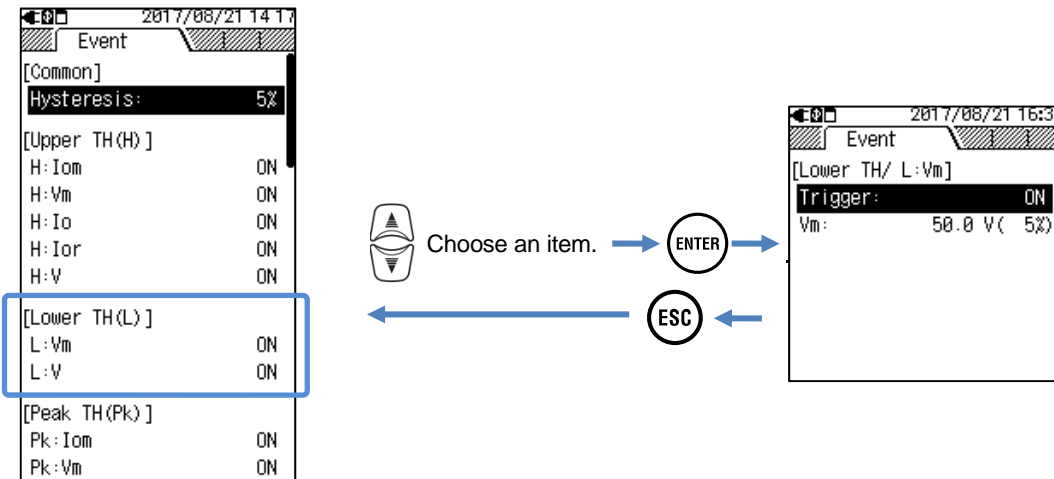 2017/08/21 14 17
Event
[Common]
Hysteresis: 5%
[Upper TH(H)]
H:Iom ON
H:Vm ON
H:Io ON
H:Ior ON
H:V ON
[Lower TH(L)]
L:Vm ON
L:V ON
[Peak TH(Pk)]
Pk:Iom ON
Pk:Vm ON
Choose an item.
ENTER
ESC
2017/08/21 16:3
Event
[Lower TH/ L:Vm]
Trigger: ON
Vm: 50.0 V( 5%)